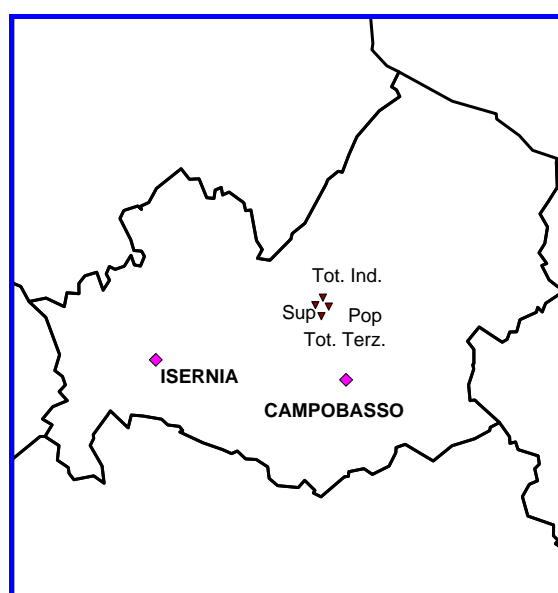 Tot. Ind.
Sup Pop
Tot. Terz.
ISERNIA
CAMPOBASSO